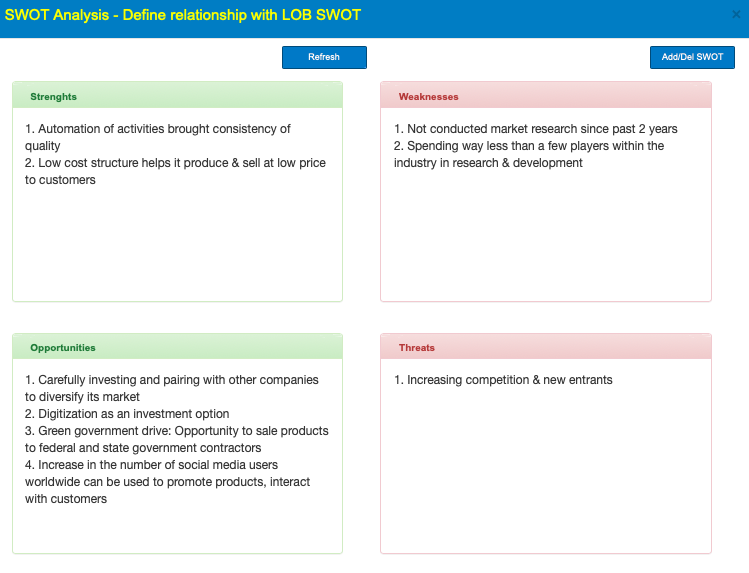 SWOT Analysis - Define relationship with LOB SWOT
×
Refresh
Add/Del SWOT
Strenghts
1. Automation of activities brought consistency of
quality
2. Low cost structure helps it produce & sell at low price
to customers
Weaknesses
1. Not conducted market research since past 2 years
2. Spending way less than a few players within the
industry in research & development
Opportunities
1. Carefully investing and pairing with other companies
to diversify its market
2. Digitization as an investment option
3. Green government drive: Opportunity to sale products
to federal and state government contractors
4. Increase in the number of social media users
worldwide can be used to promote products, interact
with customers
Threats
1. Increasing competition & new entrants